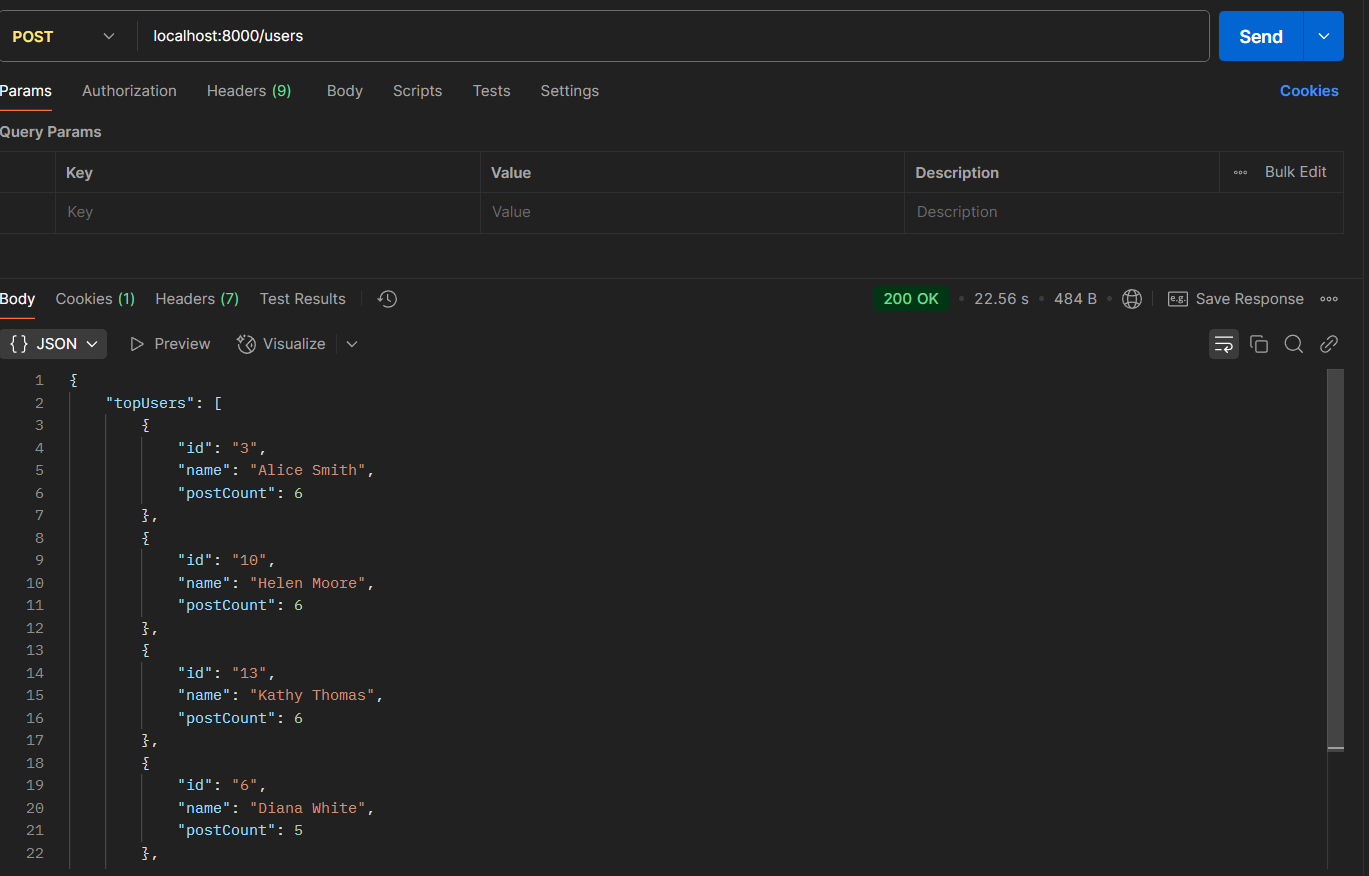 POST localhost:8000/users Send
Params Authorization Headers (9) Body Scripts Tests Settings Cookies
Query Params
Key Value Description Bulk Edit
Key Value Description
Body Cookies (1) Headers (7) Test Results 200 OK • 22.56 s • 484 B • e.g. Save Response
{} JSON Preview Visualize
1 {
2 "topUsers": [
3 {
4 "id": "3",
5 "name": "Alice Smith",
6 "postCount": 6
7 },
8 {
9 "id": "10",
10 "name": "Helen Moore",
11 "postCount": 6
12 },
13 {
14 "id": "13",
15 "name": "Kathy Thomas",
16 "postCount": 6
17 },
18 {
19 "id": "6",
20 "name": "Diana White",
21 "postCount": 5
22 },